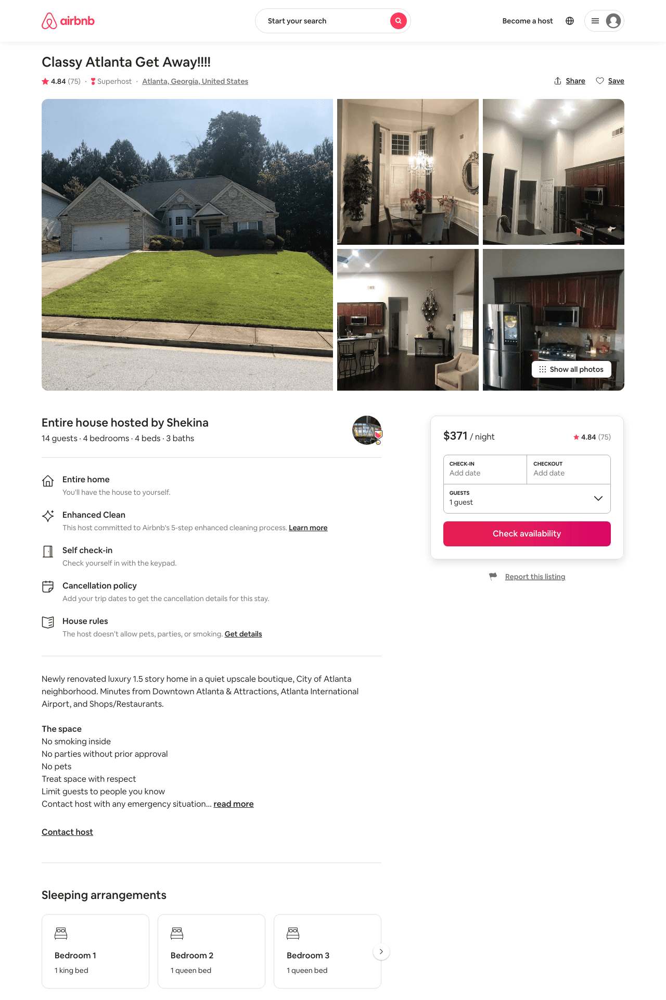 airbnb
Start your search
Become a host
Classy Atlanta Get Away!!!!
4.84 (75) · Superhost · Atlanta, Georgia, United States
Share
Save
Show all photos
Entire house hosted by Shekina
14 guests · 4 bedrooms · 4 beds · 3 baths
Entire home
You’ll have the house to yourself.
Enhanced Clean
This host committed to Airbnb's 5-step enhanced cleaning process. Learn more
Self check-in
Check yourself in with the keypad.
Cancellation policy
Add your trip dates to get the cancellation details for this stay.
House rules
The host doesn’t allow pets, parties, or smoking. Get details
$371 / night
4.84 (75)
CHECK-IN
Add date
CHECKOUT
Add date
GUESTS
1 guest
Check availability
Report this listing
Newly renovated luxury 1.5 story home in a quiet upscale boutique, City of Atlanta
neighborhood. Minutes from Downtown Atlanta & Attractions, Atlanta International
Airport, and Shops/Restaurants.
The space
No smoking inside
No parties without prior approval
No pets
Treat space with respect
Limit guests to people you know
Contact host with any emergency situation... read more
Contact host
Sleeping arrangements
Bedroom 1
1 king bed
Bedroom 2
1 queen bed
Bedroom 3
1 queen bed